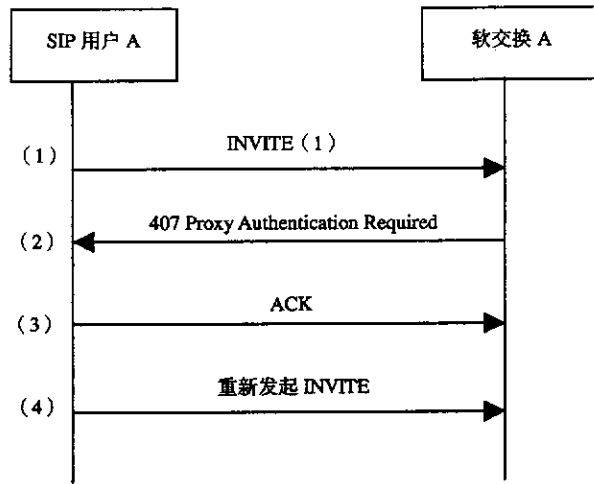 SIP 用户 A
软交换 A
(1)
INVITE(1)
(2)
407 Proxy Authentication Required
(3)
ACK
(4)
重新发起 INVITE